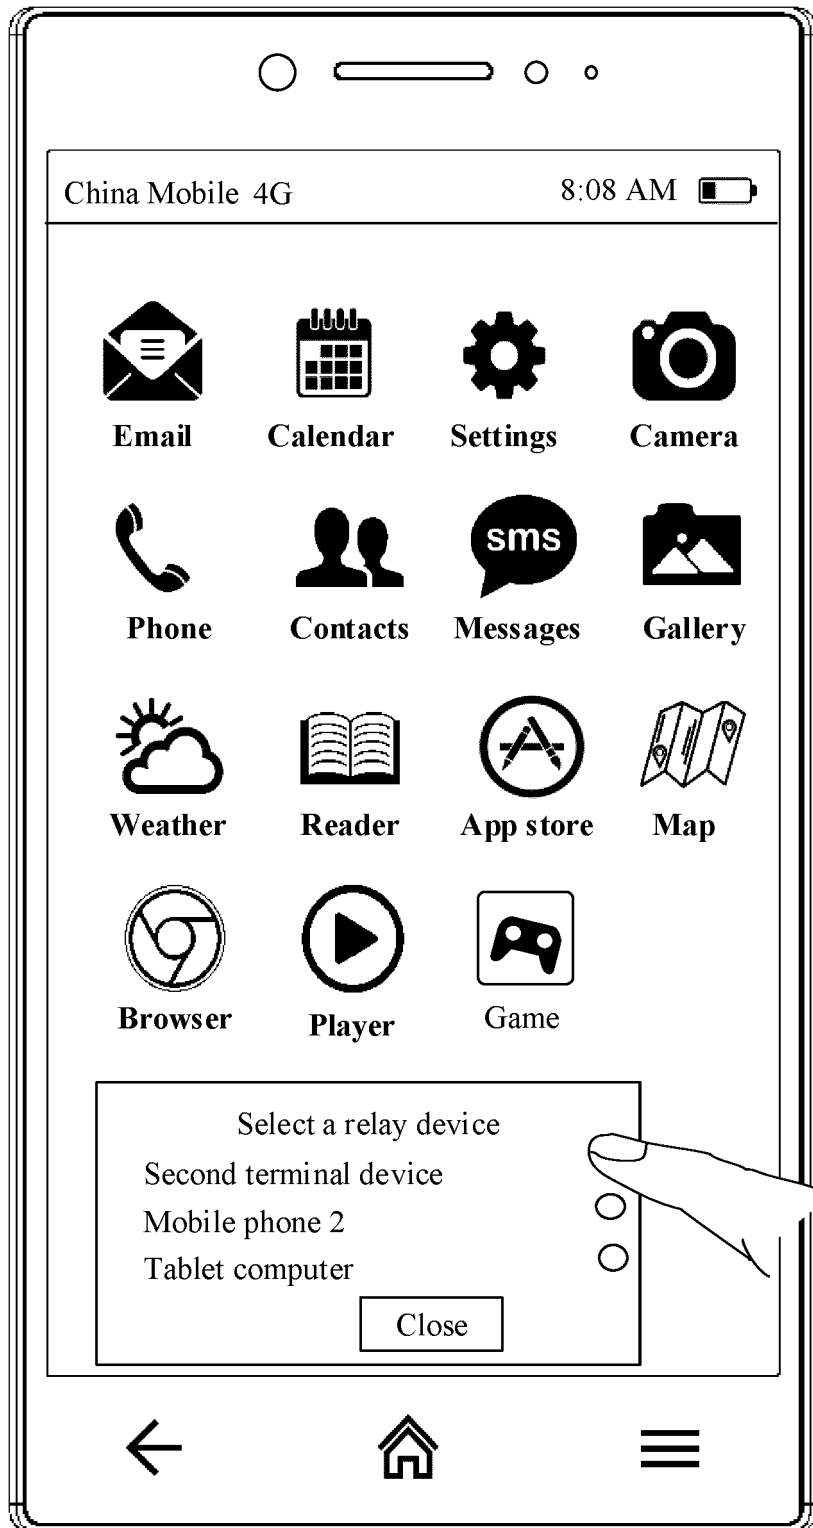 China Mobile 4G 8:08 AM
Email Calendar Settings Camera
sms
Phone Contacts Messages Gallery
Weather Reader App store Map
Browser Player Game
Select a relay device
Second terminal device
Mobile phone 2
Tablet computer
Close